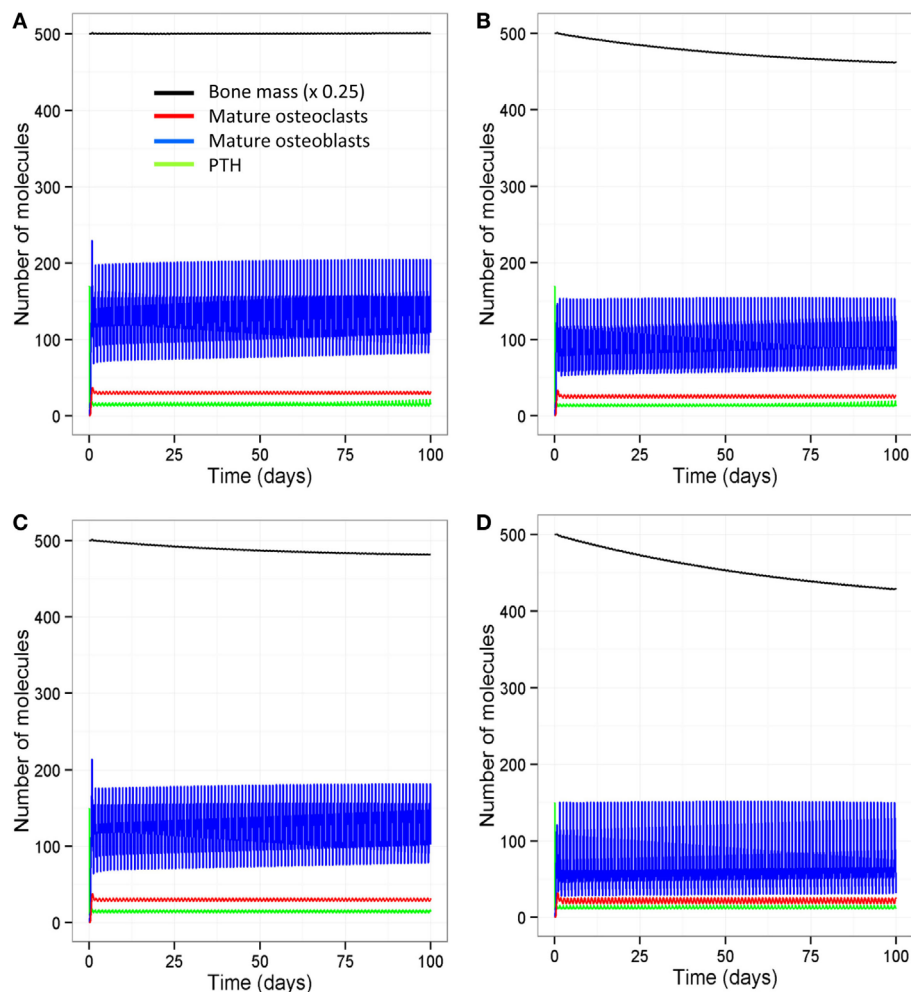 A
Number of molecules
500
400
300
200
100
0
Bone mass (x 0.25)
Mature osteoclasts
Mature osteoblasts
PTH
0 25 50 75 100
Time (days)
B
Number of molecules
500
400
300
200
100
0
0 25 50 75 100
Time (days)
C
Number of molecules
500
400
300
200
100
0
0 25 50 75 100
Time (days)
D
Number of molecules
500
400
300
200
100
0
0 25 50 75 100
Time (days)